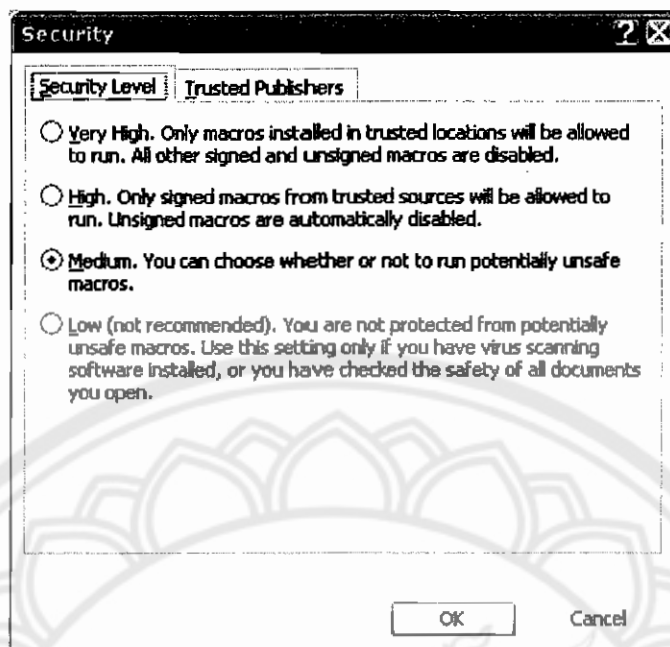 Security
Security Level Trusted Publishers
Very High. Only macros installed in trusted locations will be allowed
to run. All other signed and unsigned macros are disabled.
High. Only signed macros from trusted sources will be allowed to
run. Unsigned macros are automatically disabled.
Medium. You can choose whether or not to run potentially unsafe
macros.
Low (not recommended). You are not protected from potentially
unsafe macros. Use this setting only if you have virus scanning
software installed, or you have checked the safety of all documents
you open.
OK Cancel